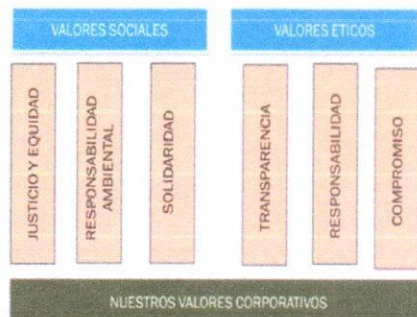 VALORES SOCIALES
VALORES ETICOS
JUSTICIO Y EQUIDAD
RESPONSABILIDAD
AMBIENTAL
SOLIDARIDAD
TRANSPARENCIA
RESPONSABILIDAD
COMPROMISO
NUESTROS VALORES CORPORATIVOS